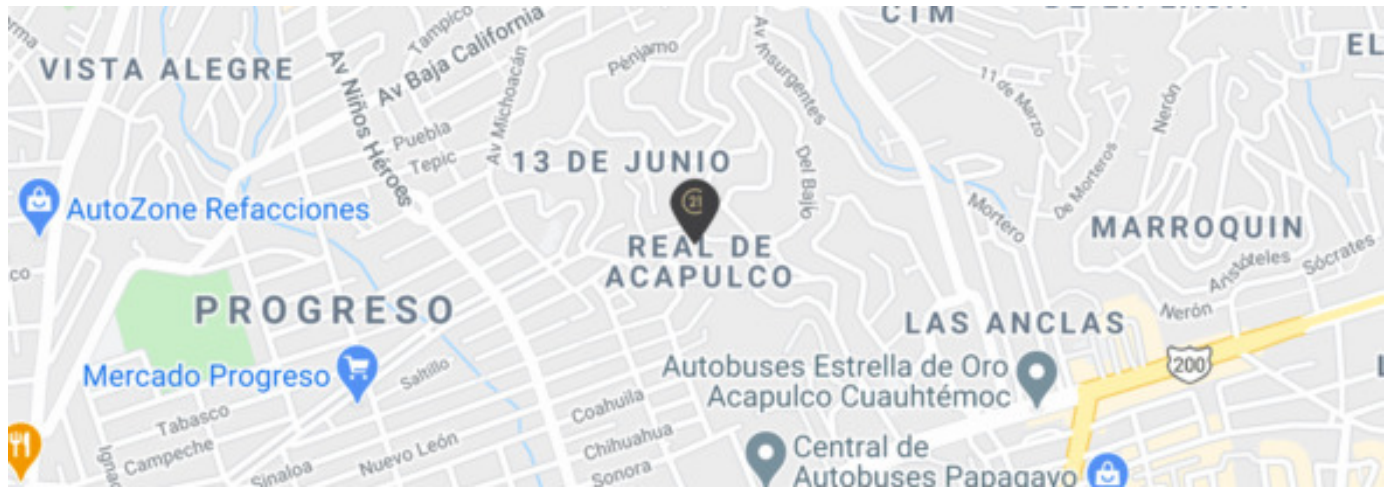 CTM
VISTA ALEGRE
Tampico
Av Baja California
Av Niños Héroes
Av Michoacán
Pénjamo
Av Insurgentes
11 de Marzo
Nerón
EL
Puebla
Tepic
13 DE JUNIO
Del Bajío
De Morteros
AutoZone Refacciones
21
Mortero
MARROQUIN
REAL DE
ACAPULCO
Aristóteles
Sócrates
co
PROGRESO
Nerón
LAS ANCLAS
Mercado Progreso
Saltillo
Autobuses Estrella de Oro
Acapulco Cuauhtémoc
200
Tabasco
Coahuila
Campeche
Nuevo León
Chihuahua
Ignac
Sinaloa
Sonora
Central de
Autobuses Papagayo